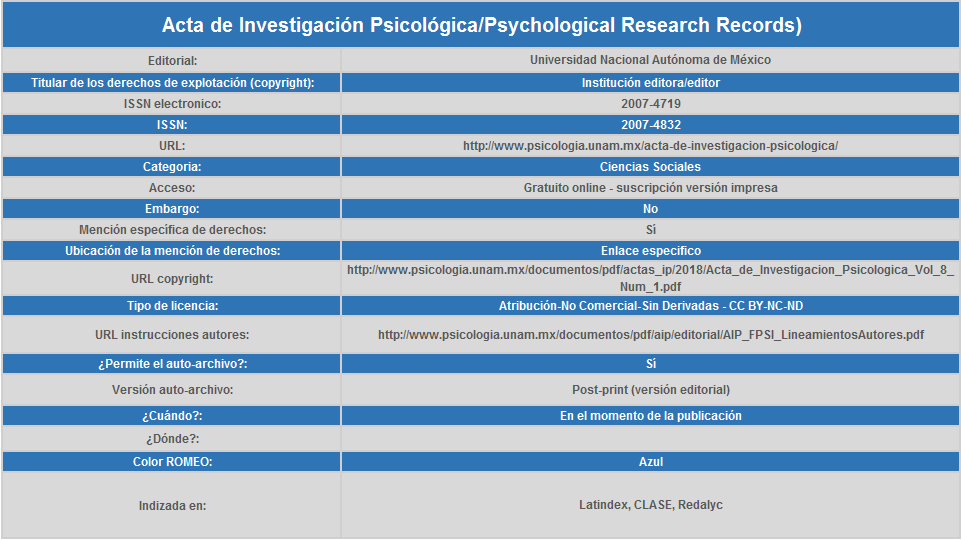 Acta de Investigación Psicológica/Psychological Research Records)
Editorial: Universidad Nacional Autónoma de México
Titular de los derechos de explotación (copyright): Institución editora/editor
ISSN electronico: 2007-4719
ISSN: 2007-4832
URL: http://www.psicologia.unam.mx/acta-de-investigacion-psicologica/
Categoría: Ciencias Sociales
Acceso: Gratuito online - suscripción versión impresa
Embargo: No
Mención específica de derechos: Sí
Ubicación de la mención de derechos: Enlace específico
URL copyright: http://www.psicologia.unam.mx/documentos/pdf/actas_ip/2018/Acta_de_Investigacion_Psicologica_Vol_8_
Num_1.pdf
Tipo de licencia: Atribución-No Comercial-Sin Derivadas - CC BY-NC-ND
URL instrucciones autores: http://www.psicologia.unam.mx/documentos/pdf/aip/editorial/AIP_FPSI_LineamientosAutores.pdf
¿Permite el auto-archivo?: Sí
Versión auto-archivo: Post-print (versión editorial)
¿Cuándo?: En el momento de la publicación
¿Dónde?:
Color ROMEO: Azul
Indizada en: Latindex, CLASE, Redalyc